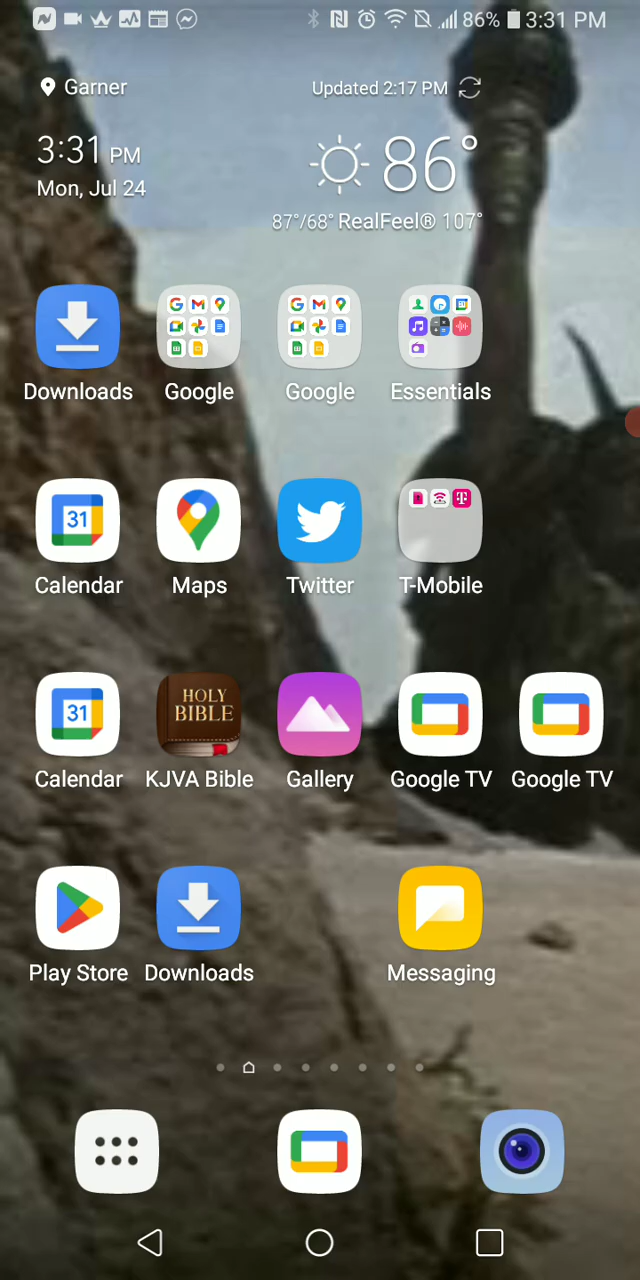 86% 3:31 PM
Garner
Updated 2:17 PM
3:31 PM
86°
Mon, Jul 24
87°/68° RealFeel® 107°
Downloads
Google
Google
Essentials
31
Calendar
Maps
Twitter
T-Mobile
31
Calendar
HOLY
BIBLE
KJVA Bible
Gallery
Google TV
Google TV
Play Store
Downloads
Messaging